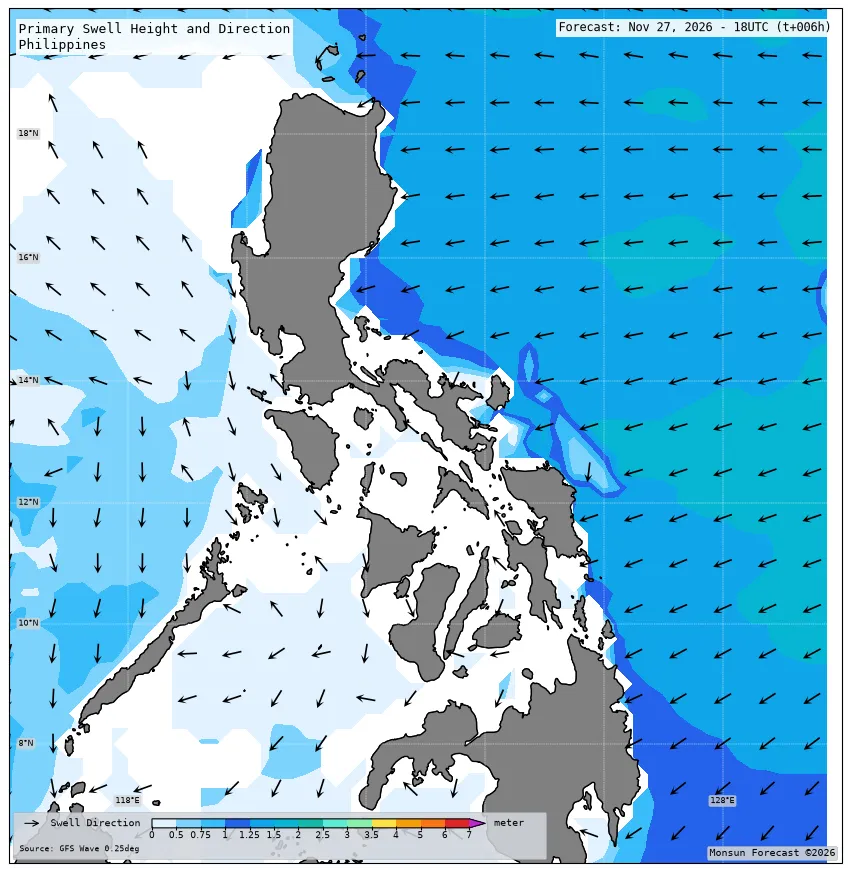 Primary Swell Height and Direction
Philippines
Forecast: Nov 27, 2026 - 18UTC (t+006h)
18°N
16°N
14°N
12°N
10°N
8°N
118°E
128°E
Swell Direction
0 0.5 0.75 1 1.25 1.5 2 2.5 3 3.5 4 5 6 7
meter
Source: GFS Wave 0.25deg
Monsun Forecast ©2026